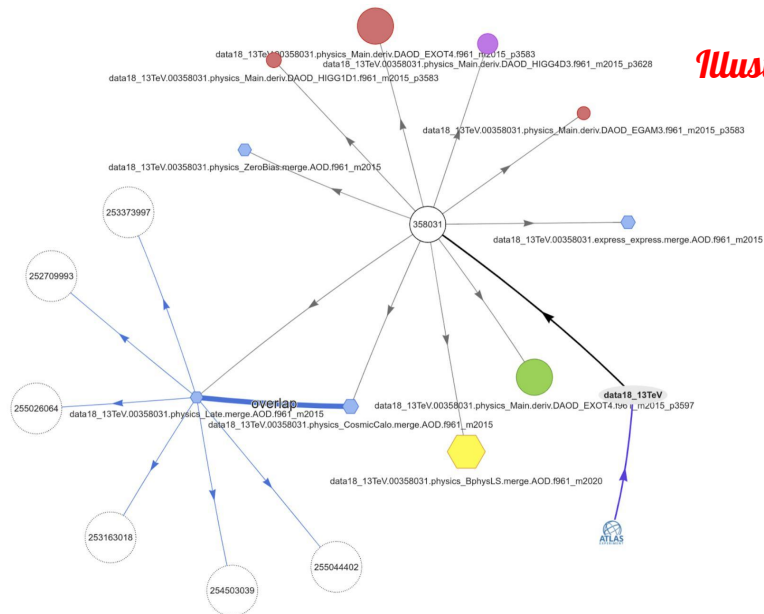 data18_13TeV.00358031.physics_Main.deriv.DAOD_EXOT4.f961_m2015_p3583
data18_13TeV.00358031.physics_Main.deriv.DAOD_HIGG4D3.f961_m2015_p3628
data18_13TeV.00358031.physics_Main.deriv.DAOD_HIGG1D1.f961_m2015_p3583
data18_13TeV.00358031.physics_Main.deriv.DAOD_EGAM3.f961_m2015_p3583
data18_13TeV.00358031.physics_ZeroBias.merge.AOD.f961_m2015
253373997
358031
data18_13TeV.00358031.express_express.merge.AOD.f961_m2015
252709993
data18_13TeV
overlap
255026064
data18_13TeV.00358031.physics_Late.merge.AOD.f961_m2015
data18_13TeV.00358031.physics_Main.deriv.DAOD_EXOT4.f961_m2015_p3597
data18_13TeV.00358031.physics_CosmicCalo.merge.AOD.f961_m2015
data18_13TeV.00358031.physics_BphysLS.merge.AOD.f961_m2020
253163018
ATLAS
255044402
254503039